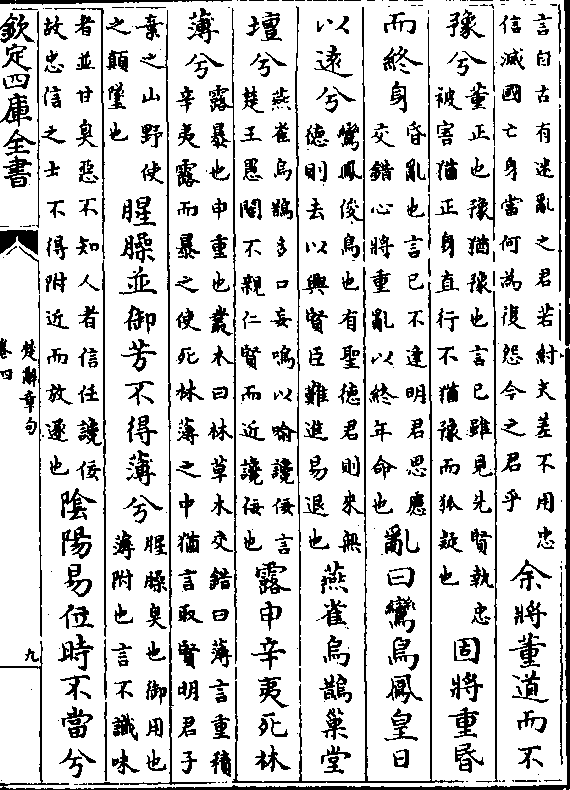 言自古有迷亂之君若紂夫差不用忠
信滅國亡身當何為復怨今之君乎
余將董道而不
豫兮
董正也豫猶豫也言己雖見先賢執忠
被害猶正身直行不猶豫而狐疑也
固將重昏
而終身
昏亂也言己不逢明君思慮
交錯心將重亂以終年命也
亂曰鸞鳥鳳皇日
以遠兮
鸞鳳俊鳥也有聖德君則來無
德則去以興賢臣難進易退也
燕雀烏鵲巢堂
壇兮
燕雀烏鵲多口妄鳴以喻讒佞言
楚王愚闇不親仁賢而近讒佞也
露申辛夷死林
薄兮
露暴也申重也叢木曰林草木交錯曰薄言重積
辛夷露而暴之使死林薄之中猶言取賢明君子
棄之山野使
之顛墜也
腥臊並御芳不得薄兮
腥臊臭也御用也
薄附也言不識味
者並甘臭惡不知人者信任讒佞
故忠信之士不得附近而放逐也
陰陽易位時不當兮
欽定四庫全書
楚辭章句
卷四
九